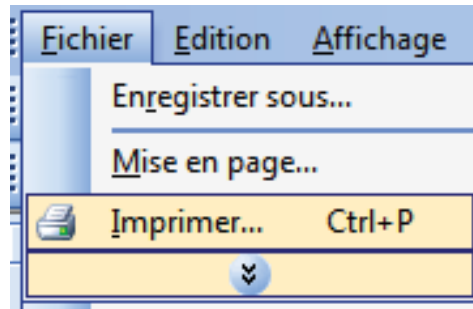 Fichier Edition Affichage
Enregistrer sous...
Mise en page...
Imprimer... Ctrl+P